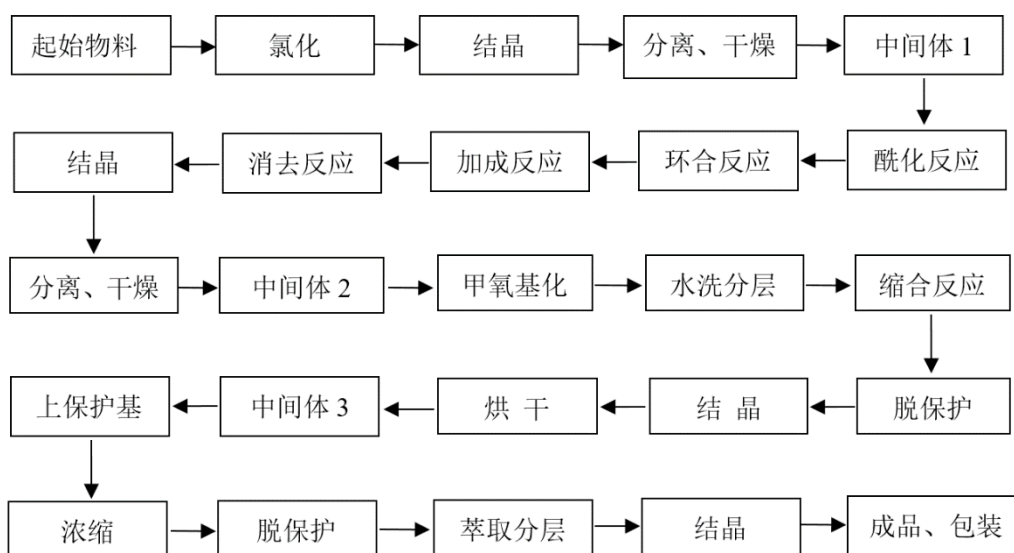 起始物料
氯化
结晶
分离、干燥
中间体 1
酰化反应
环合反应
加成反应
消去反应
结晶
分离、干燥
中间体 2
甲氧基化
水洗分层
缩合反应
脱保护
结 晶
烘 干
中间体 3
上保护基
浓缩
脱保护
萃取分层
结晶
成品、包装